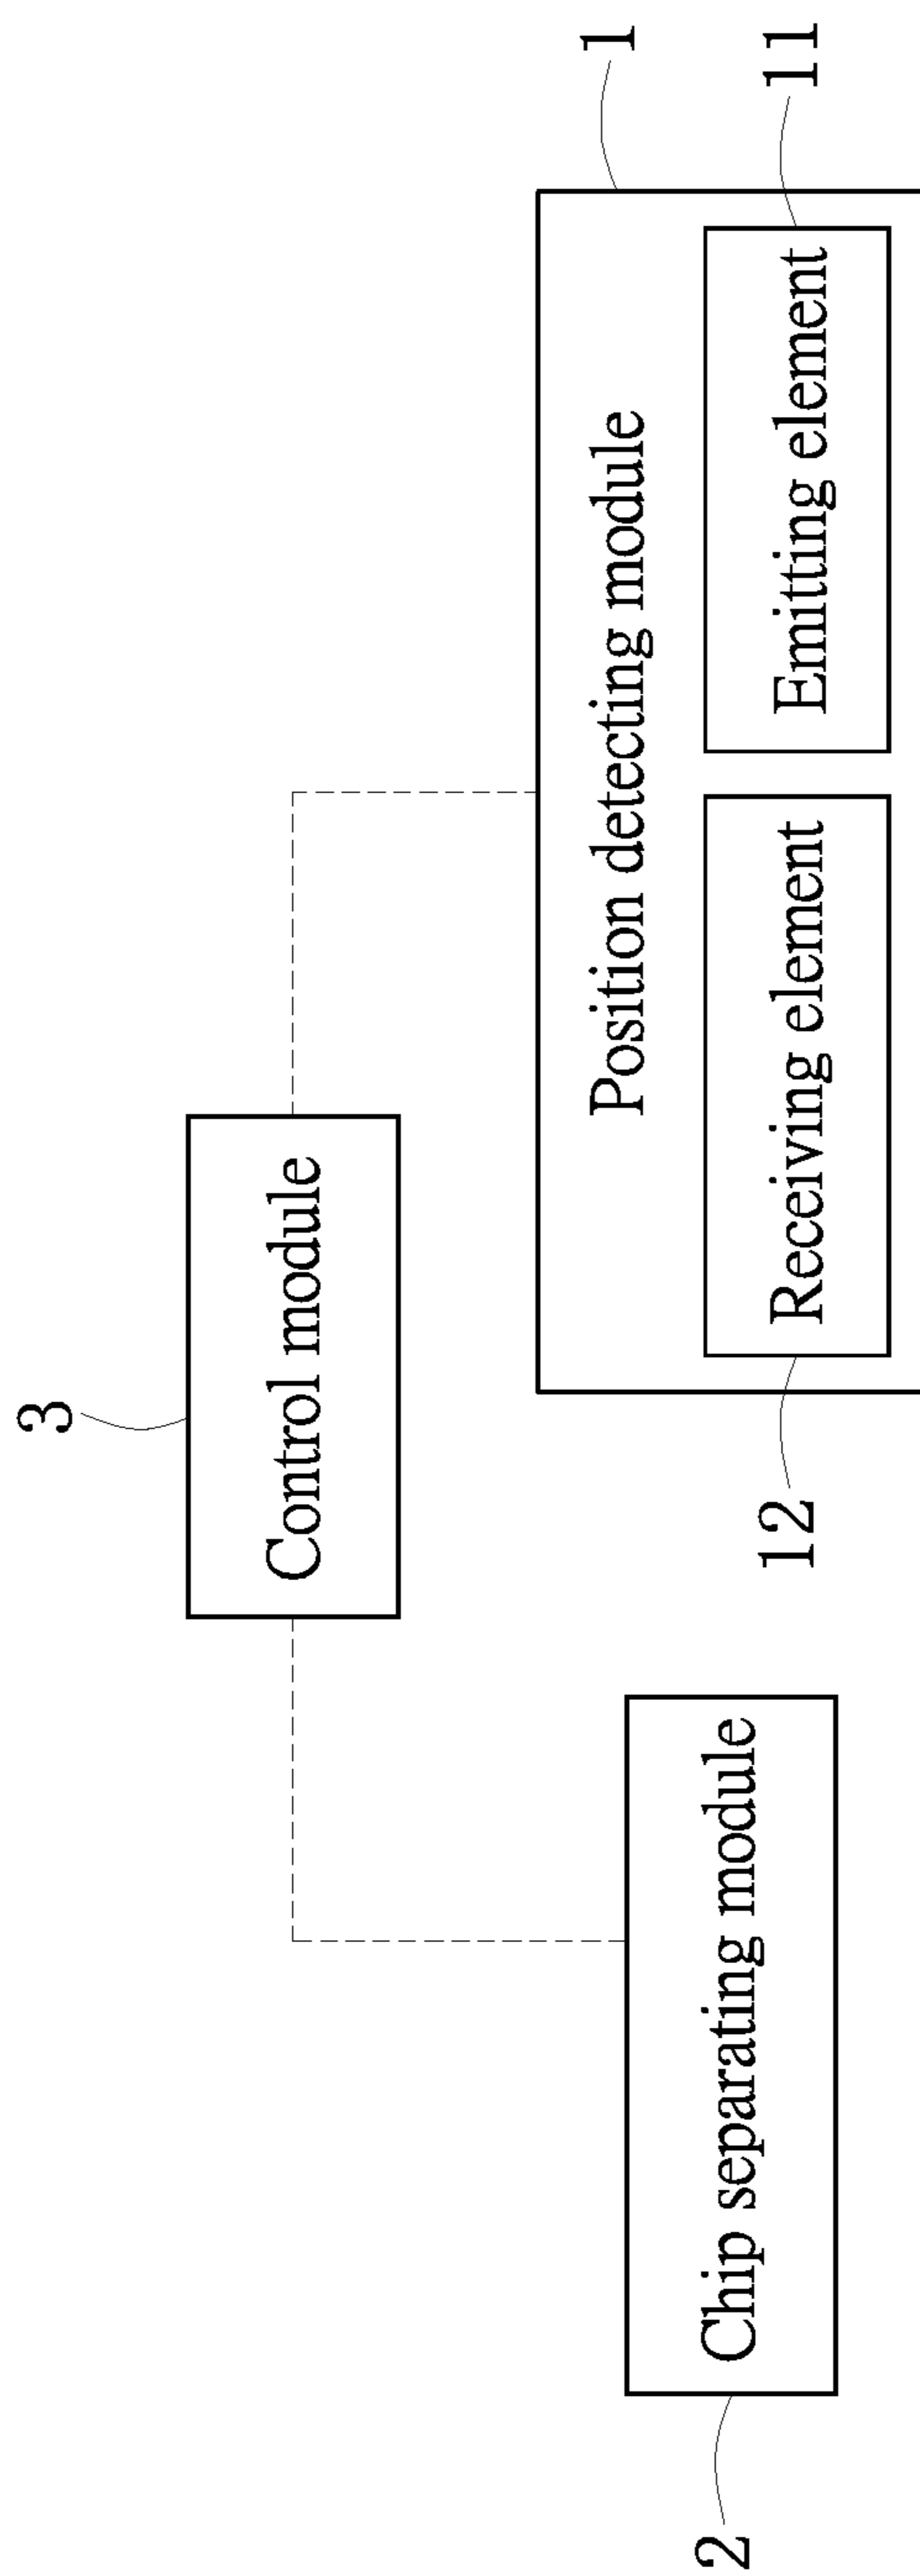 3
Control module
1
Position detecting module
2
Chip separating module
12
Receiving element
Emitting element
11